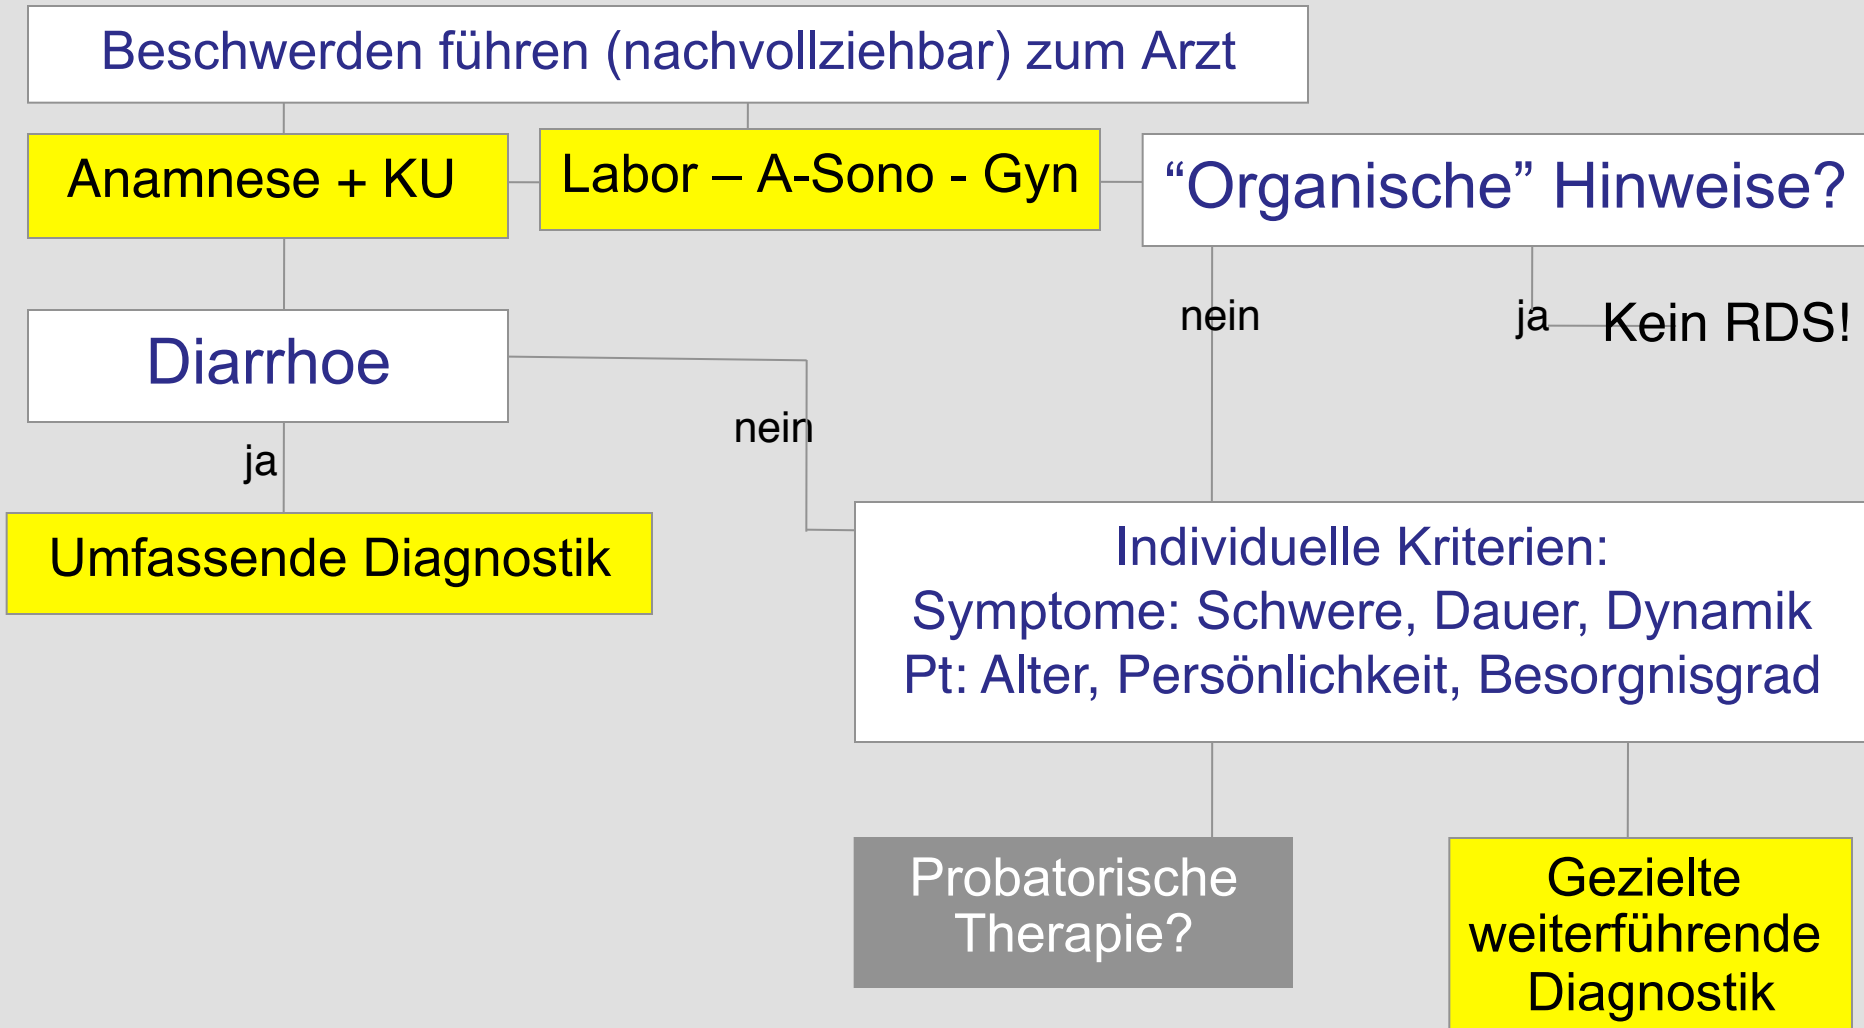 Beschwerden führen (nachvollziehbar) zum Arzt
Anamnese + KU
Labor – A-Sono - Gyn
“Organische” Hinweise?
nein
ja
Kein RDS!
Diarrhoe
nein
ja
Umfassende Diagnostik
Individuelle Kriterien:
Symptome: Schwere, Dauer, Dynamik
Pt: Alter, Persönlichkeit, Besorgnisgrad
Probatorische
Therapie?
Gezielte
weiterführende
Diagnostik